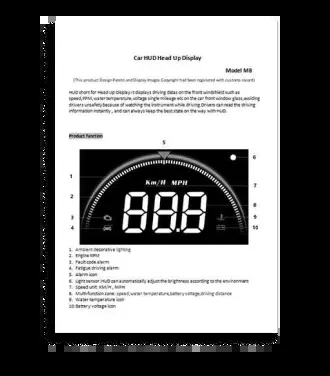 Car HUD Head Up Display
Model M8
(This product Design Patent and Display Images Copyright had been registered with customs record)
HUD short for Head Up Display it displays driving datas on the front windshield such as
speed,RPM,water temperature,voltage single mileage etc on the car front window glass,avoiding
drivers unsafety because of watching the instrument while driving.Drivers can read the driving
information instantly , and can always keep the best state on the way with HUD.
Product function
5
6
1
Km/H MPH
7
2
8
3
9
4
10
88.8
1. Ambient decorative lighting
2. Engine RPM
3. Fault code alarm
4. Fatigue driving alarm
5. Alarm icon
6. Light sensor:HUD can automatically adjust the brightness according to the environment
7. Speed unit: KM/H , MPH
8. Multi-function zone: speed,water temperature,battery voltage,driving distance
9. Water temperature icon
10.Battery voltage icon